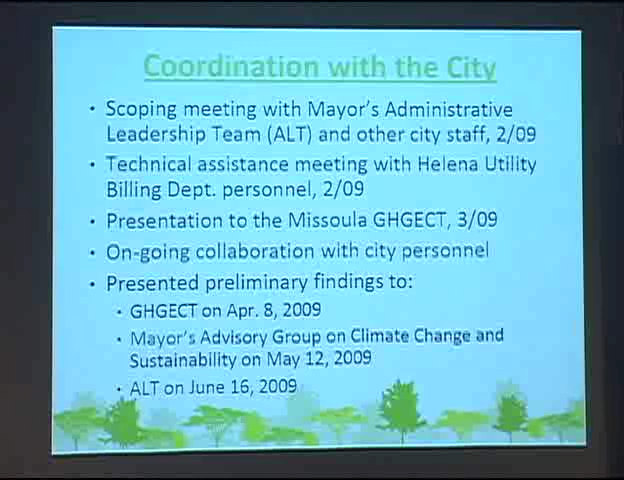 Coordination with the City
• Scoping meeting with Mayor's Administrative
Leadership Team (ALT) and other city staff, 2/09
• Technical assistance meeting with Helena Utility
Billing Dept. personnel, 2/09
• Presentation to the Missoula GHGECT, 3/09
• On-going collaboration with city personnel
• Presented preliminary findings to:
• GHGECT on Apr. 8, 2009
• Mayor's Advisory Group on Climate Change and
Sustainability on May 12, 2009
• ALT on June 16, 2009